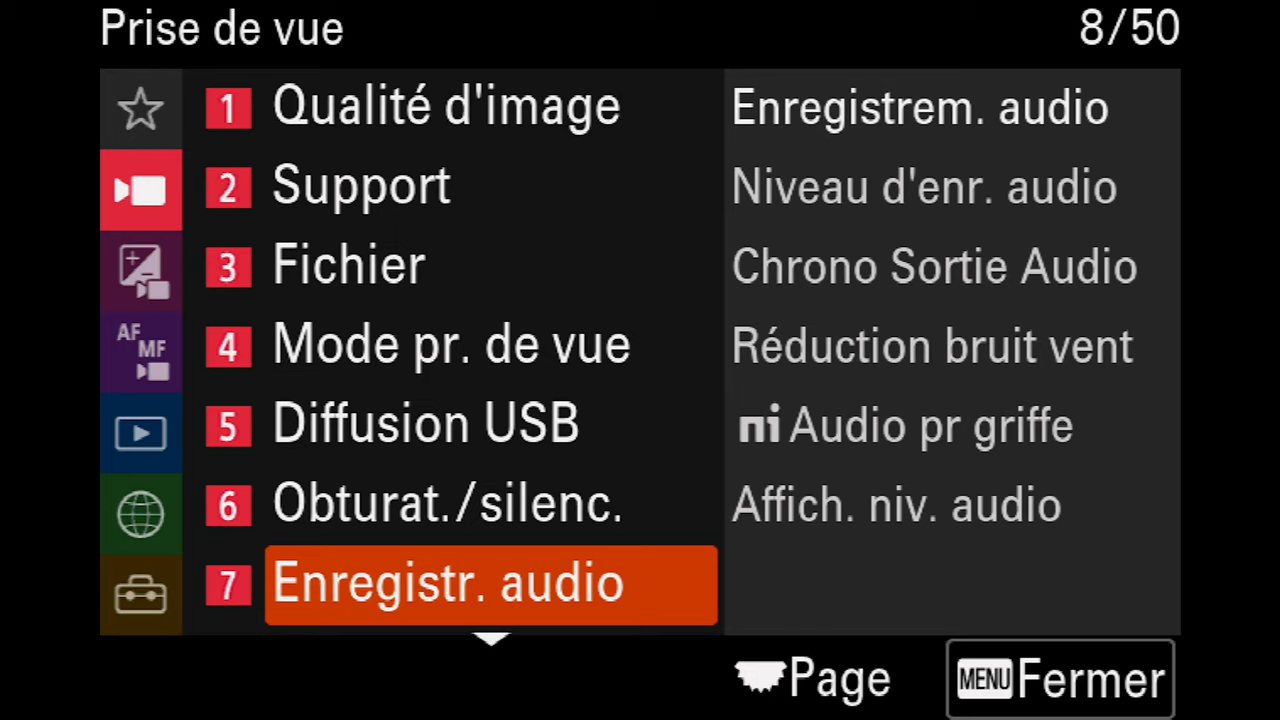 Prise de vue
8/50
1 Qualité d'image
2 Support
3 Fichier
4 Mode pr. de vue
5 Diffusion USB
6 Obturat./silenc.
7 Enregistr. audio
AF
MF
Enregistrem. audio
Niveau d'enr. audio
Chrono Sortie Audio
Réduction bruit vent
Audio pr griffe
Affich. niv. audio
Page
MENU Fermer